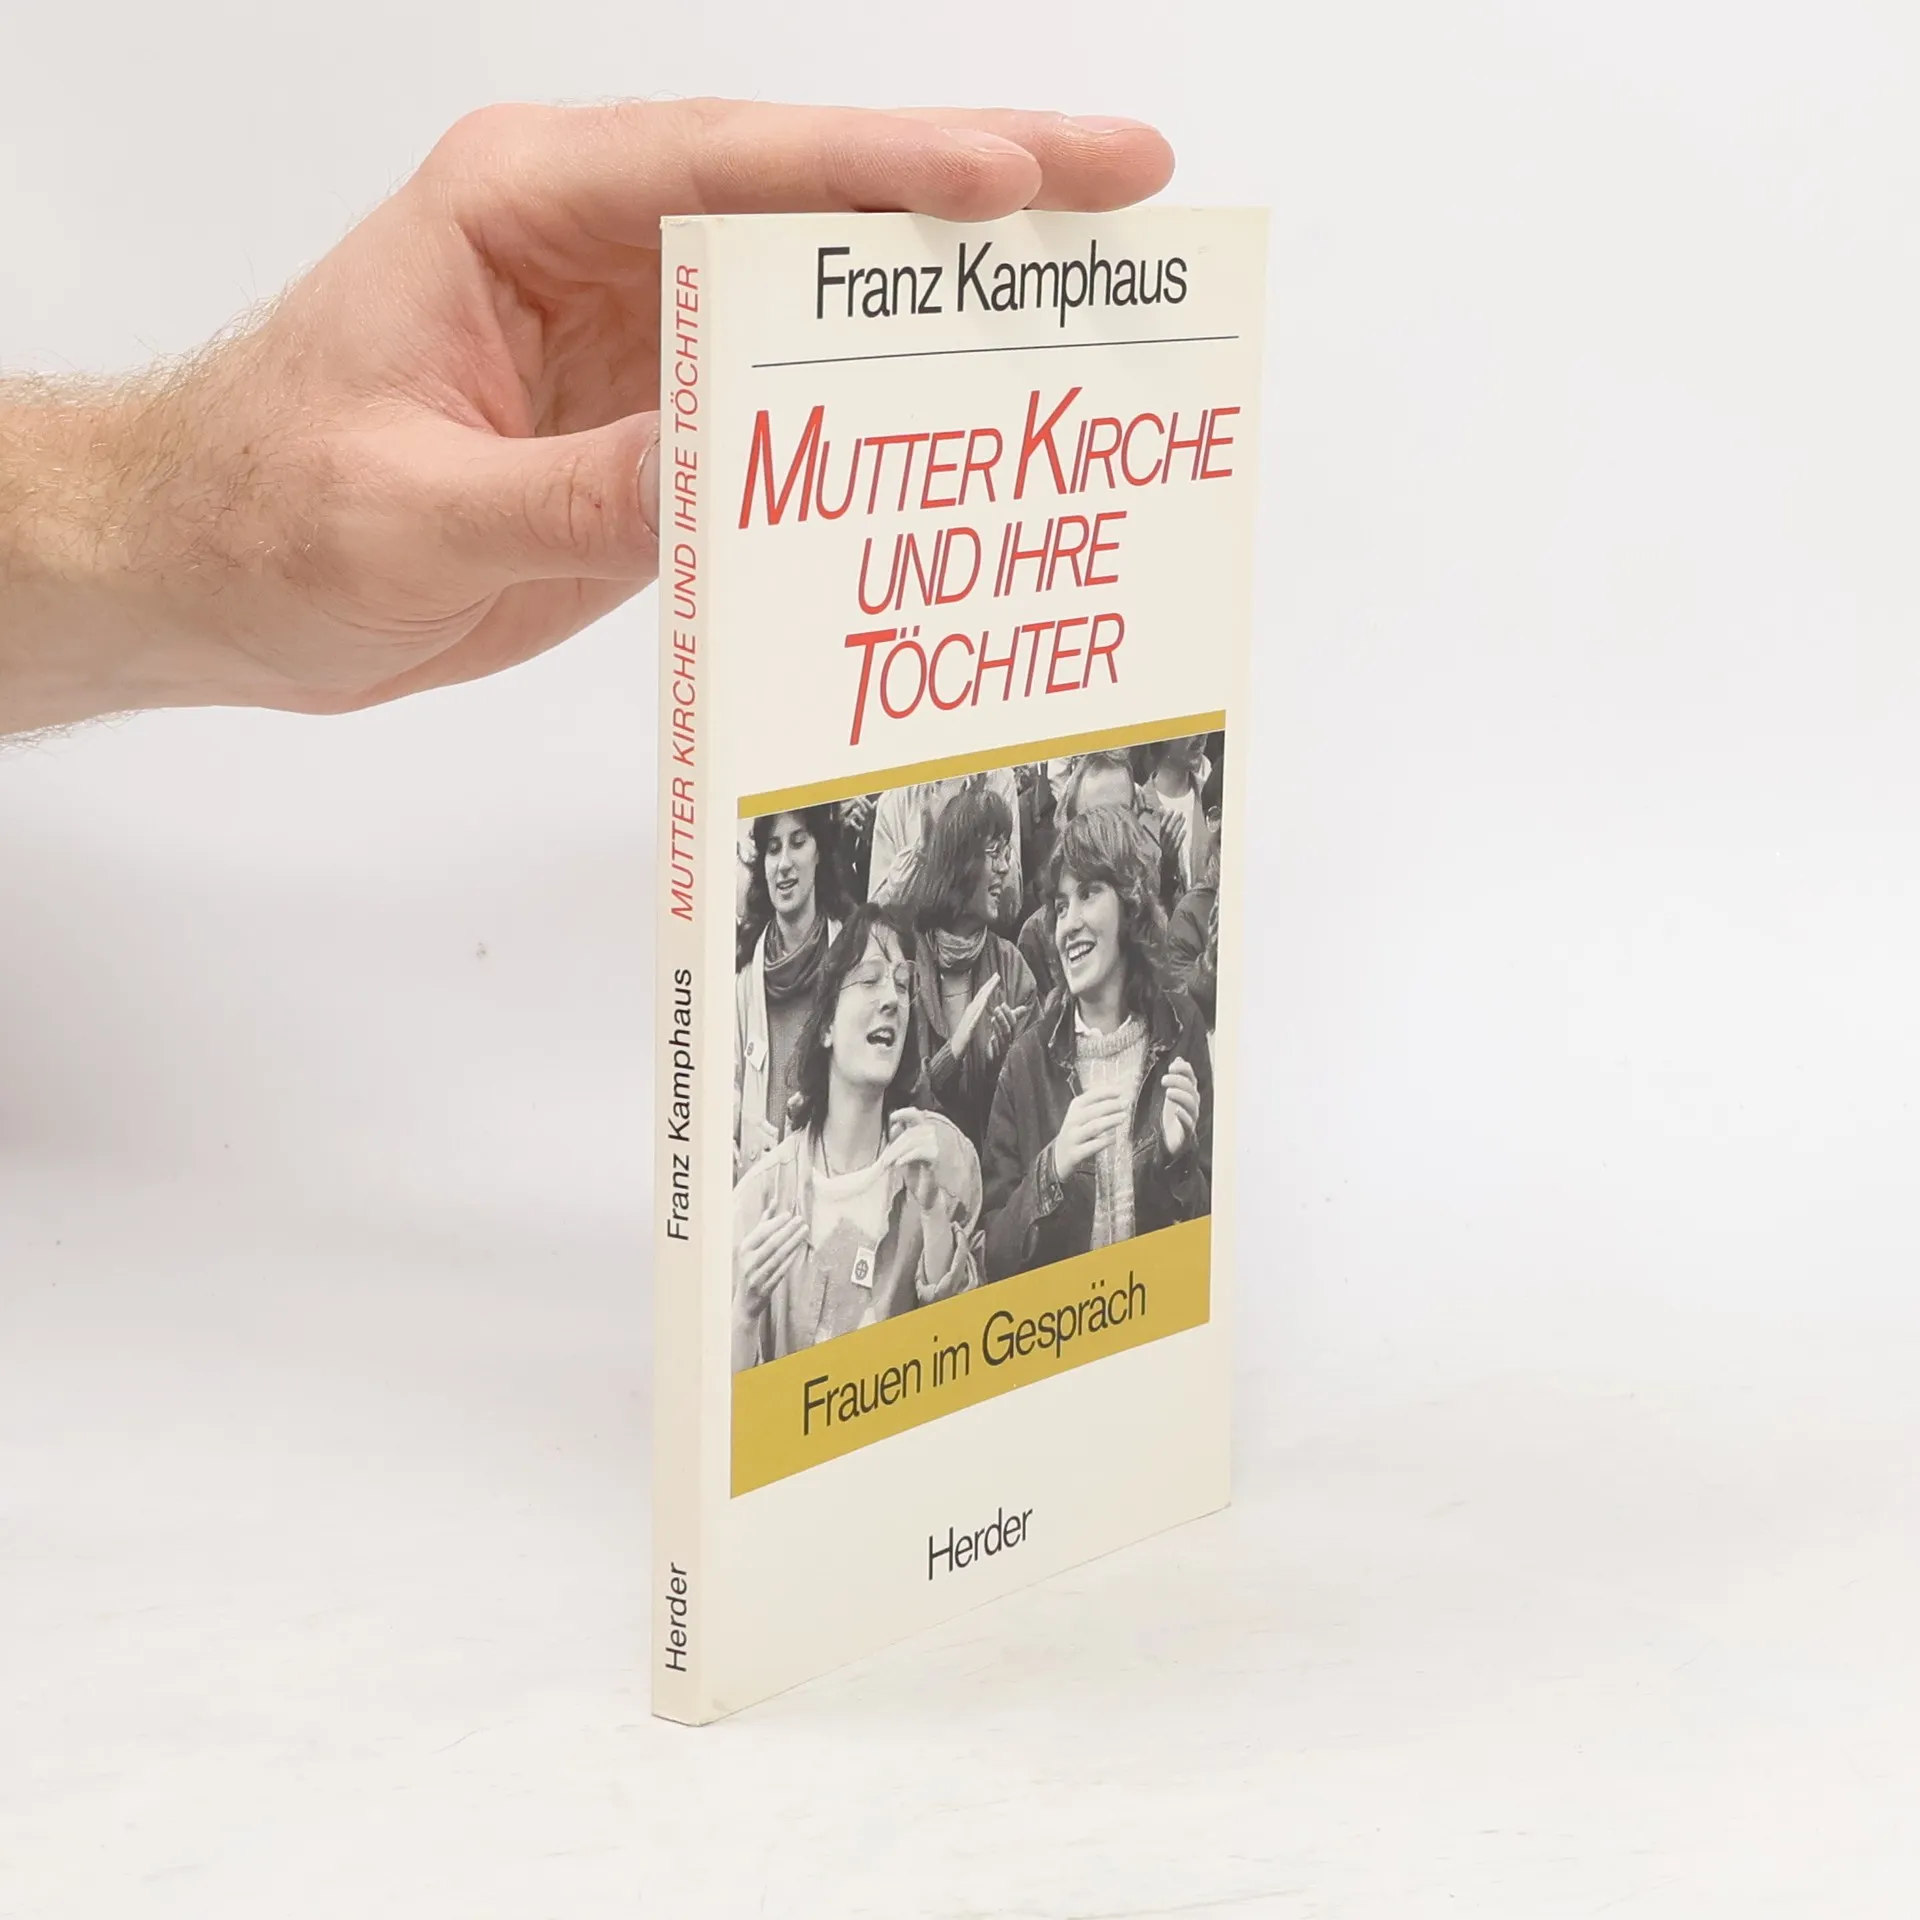 Franz Kamphaus
MUTTER KIRCHE
UND IHRE
TÖCHTER
Frauen im Gespräch
Herder
Herder Franz Kamphaus MUTTER KIRCHE UND IHRE TÖCHTER